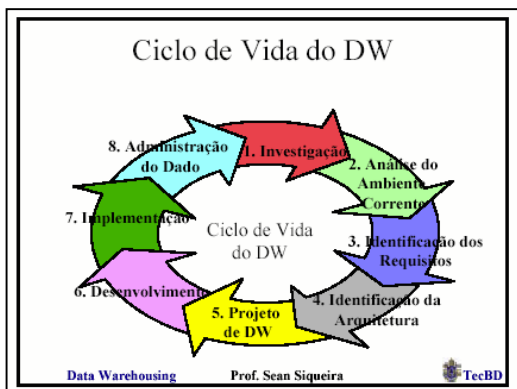 Ciclo de Vida do DW
1. Investigação
2. Análise do
Ambiente
Corrente
3. Identificação dos
Requisitos
4. Identificação da
Arquitetura
5. Projeto
de DW
6. Desenvolvimento
7. Implementação
8. Administração
do Dado
Ciclo de Vida
do DW
Data Warehousing
Prof. Sean Siqueira
TecBD